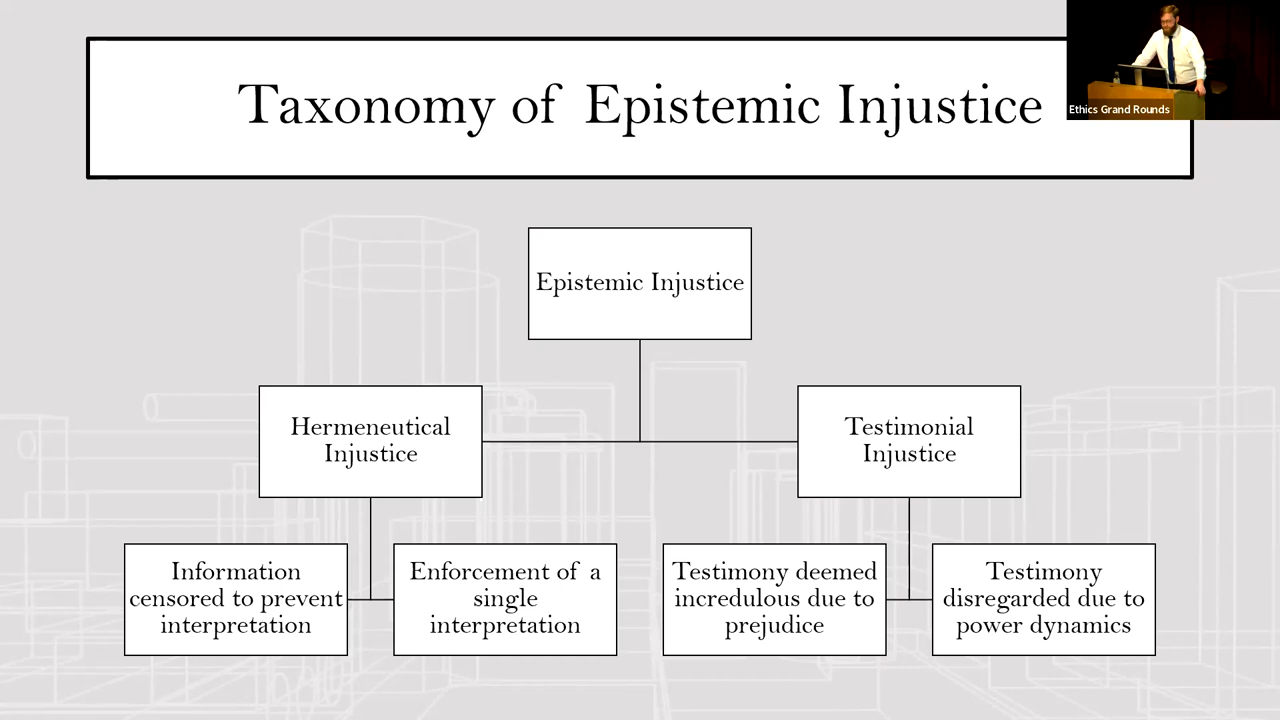 Taxonomy of Epistemic Injustice
Ethics Grand Rounds
Epistemic Injustice
Hermeneutical
Injustice
Testimonial
Injustice
Information
censored to prevent
interpretation
Enforcement of a
single
interpretation
Testimony deemed
incredulous due to
prejudice
Testimony
disregarded due to
power dynamics